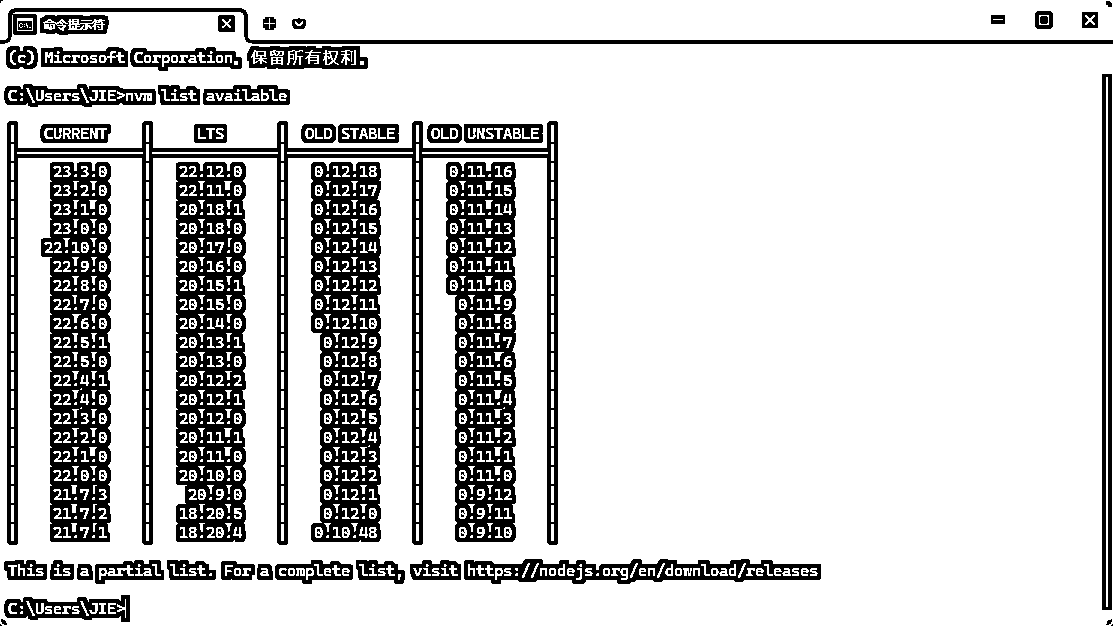 命令提示符
(c) Microsoft Corporation。保留所有权利。
C:\Users\JIE>nvm list available
| CURRENT | LTS | OLD STABLE | OLD UNSTABLE |
| 23.3.0 | 22.12.0 | 0.12.18 | 0.11.16 |
| 23.2.0 | 22.11.0 | 0.12.17 | 0.11.15 |
| 23.1.0 | 20.18.1 | 0.12.16 | 0.11.14 |
| 23.0.0 | 20.18.0 | 0.12.15 | 0.11.13 |
| 22.10.0 | 20.17.0 | 0.12.14 | 0.11.12 |
| 22.9.0 | 20.16.0 | 0.12.13 | 0.11.11 |
| 22.8.0 | 20.15.1 | 0.12.12 | 0.11.10 |
| 22.7.0 | 20.15.0 | 0.12.11 | 0.11.9 |
| 22.6.0 | 20.14.0 | 0.12.10 | 0.11.8 |
| 22.5.1 | 20.13.1 | 0.12.9 | 0.11.7 |
| 22.5.0 | 20.13.0 | 0.12.8 | 0.11.6 |
| 22.4.1 | 20.12.2 | 0.12.7 | 0.11.5 |
| 22.4.0 | 20.12.1 | 0.12.6 | 0.11.4 |
| 22.3.0 | 20.12.0 | 0.12.5 | 0.11.3 |
| 22.2.0 | 20.11.1 | 0.12.4 | 0.11.2 |
| 22.1.0 | 20.11.0 | 0.12.3 | 0.11.1 |
| 22.0.0 | 20.10.0 | 0.12.2 | 0.11.0 |
| 21.7.3 | 20.9.0 | 0.12.1 | 0.9.12 |
| 21.7.2 | 18.20.5 | 0.12.0 | 0.9.11 |
| 21.7.1 | 18.20.4 | 0.10.48 | 0.9.10 |
This is a partial list. For a complete list, visit https://nodejs.org/en/download/releases
C:\Users\JIE>